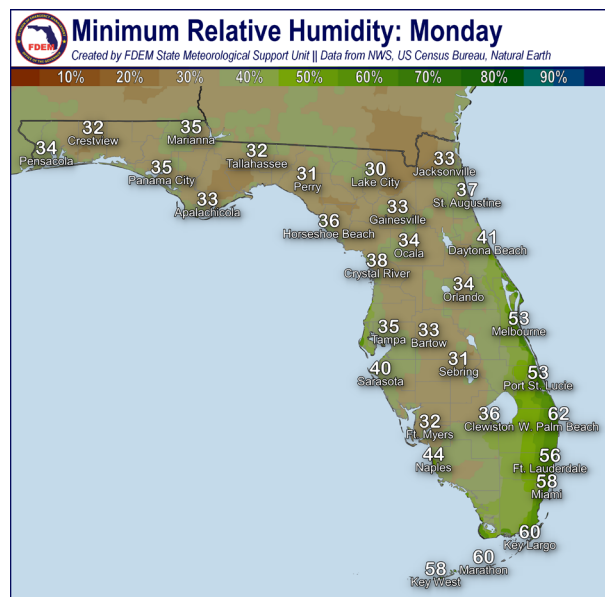 Minimum Relative Humidity: Monday
FDEM
Created by FDEM State Meteorological Support Unit || Data from NWS, US Census Bureau, Natural Earth
10% 20% 30% 40% 50% 60% 70% 80% 90%
32
Crestview
35
Marianna
34
Pensacola
32
Tallahassee
33
Jacksonville
35
Panama City
31
Perry
30
Lake City
37
St. Augustine
33
Apalachicola
33
Gainesville
36
Horseshoe Beach
34
Ocala
41
Daytona Beach
38
Crystal River
34
Orlando
35
Tampa
33
Bartow
53
Melbourne
40
Sarasota
31
Sebring
53
Port St. Lucie
32
Ft. Myers
36
Clewiston
62
W. Palm Beach
44
Naples
56
Ft. Lauderdale
58
Miami
60
Key Largo
60
Marathon
58
Key West